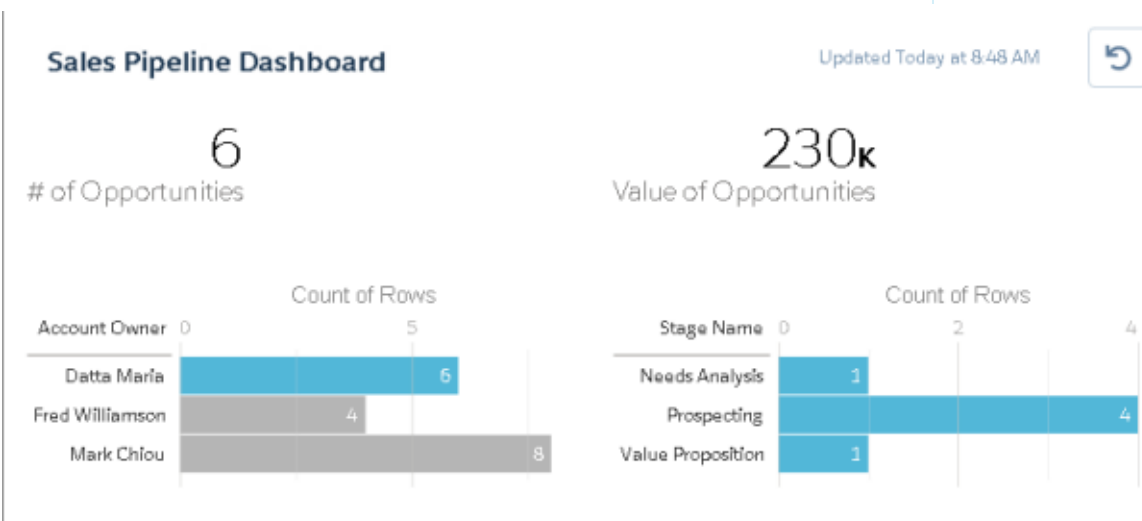 Sales Pipeline Dashboard
Updated Today at 8:48 AM
6
# of Opportunities
230K
Value of Opportunities
Count of Rows
Account Owner 0 5
Datta Maria 6
Fred Williamson 4
Mark Chiou 8
Count of Rows
Stage Name 0 2 4
Needs Analysis 1
Prospecting 4
Value Proposition 1